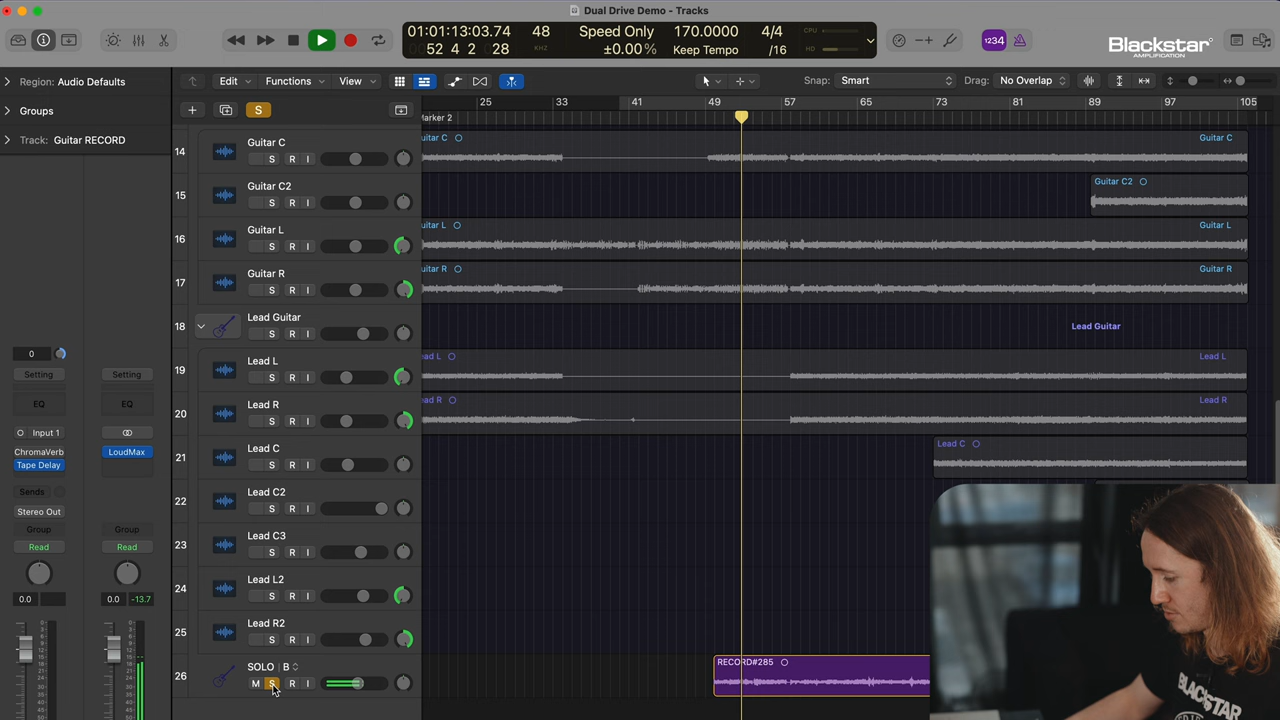 Dual Drive Demo - Tracks
01:01:13:03.74
52 4 2 28
48
KHZ
Speed Only
±0.00%
170.0000
Keep Tempo
4/4
/16
CPU
HD
1234
Blackstar
AMPLIFICATION
Region: Audio Defaults
Groups
Track: Guitar RECORD
Edit
Functions
View
Snap: Smart
Drag: No Overlap
S
25 33 41 49 57 65 73 81 89 97 105
Marker 2
14 Guitar C
S R I
uitar C
Guitar C
15 Guitar C2
S R I
Guitar C2
16 Guitar L
S R I
uitar L
Guitar L
17 Guitar R
S R I
uitar R
Guitar R
18 Lead Guitar
S R I
Lead Guitar
19 Lead L
S R I
ead L
Lead L
20 Lead R
S R I
ead R
Lead R
21 Lead C
S R I
Lead C
22 Lead C2
S R I
23 Lead C3
S R I
24 Lead L2
S R I
25 Lead R2
S R I
26 SOLO B
M S R I
RECORD#285
0
Setting Setting
EQ EQ
Input 1
ChromaVerb LoudMax
Tape Delay
Sends
Stereo Out
Group Group
Read Read
0.0 0.0 -13.7
BLACKSTAR